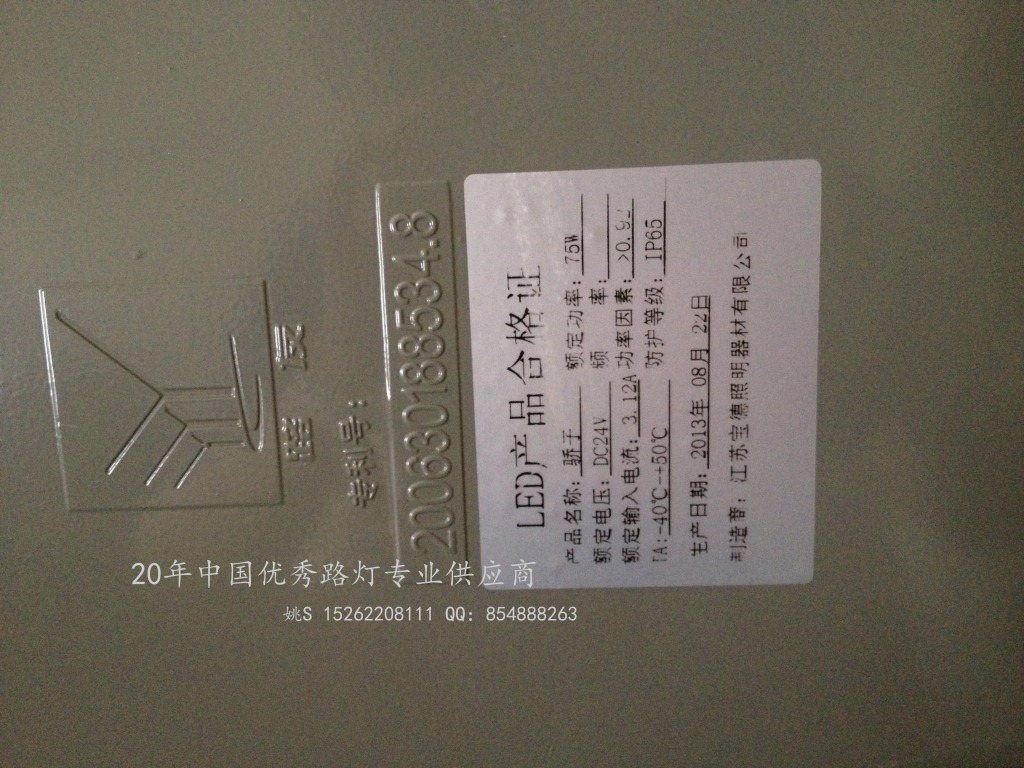 专利号:
200630188534.8
LED产品合格证
产品名称: 骄子 额定功率: 75W
额定电压: DC24V 频 率:
额定输入电流: 3.12A 功率因素: >0.92
TA: -40℃-+50℃ 防护等级: IP65
生产日期: 2013年 08月 22日
制造商: 江苏宝德照明器材有限公司
20年中国优秀路灯专业供应商
姚S 15262208111 QQ: 854888263